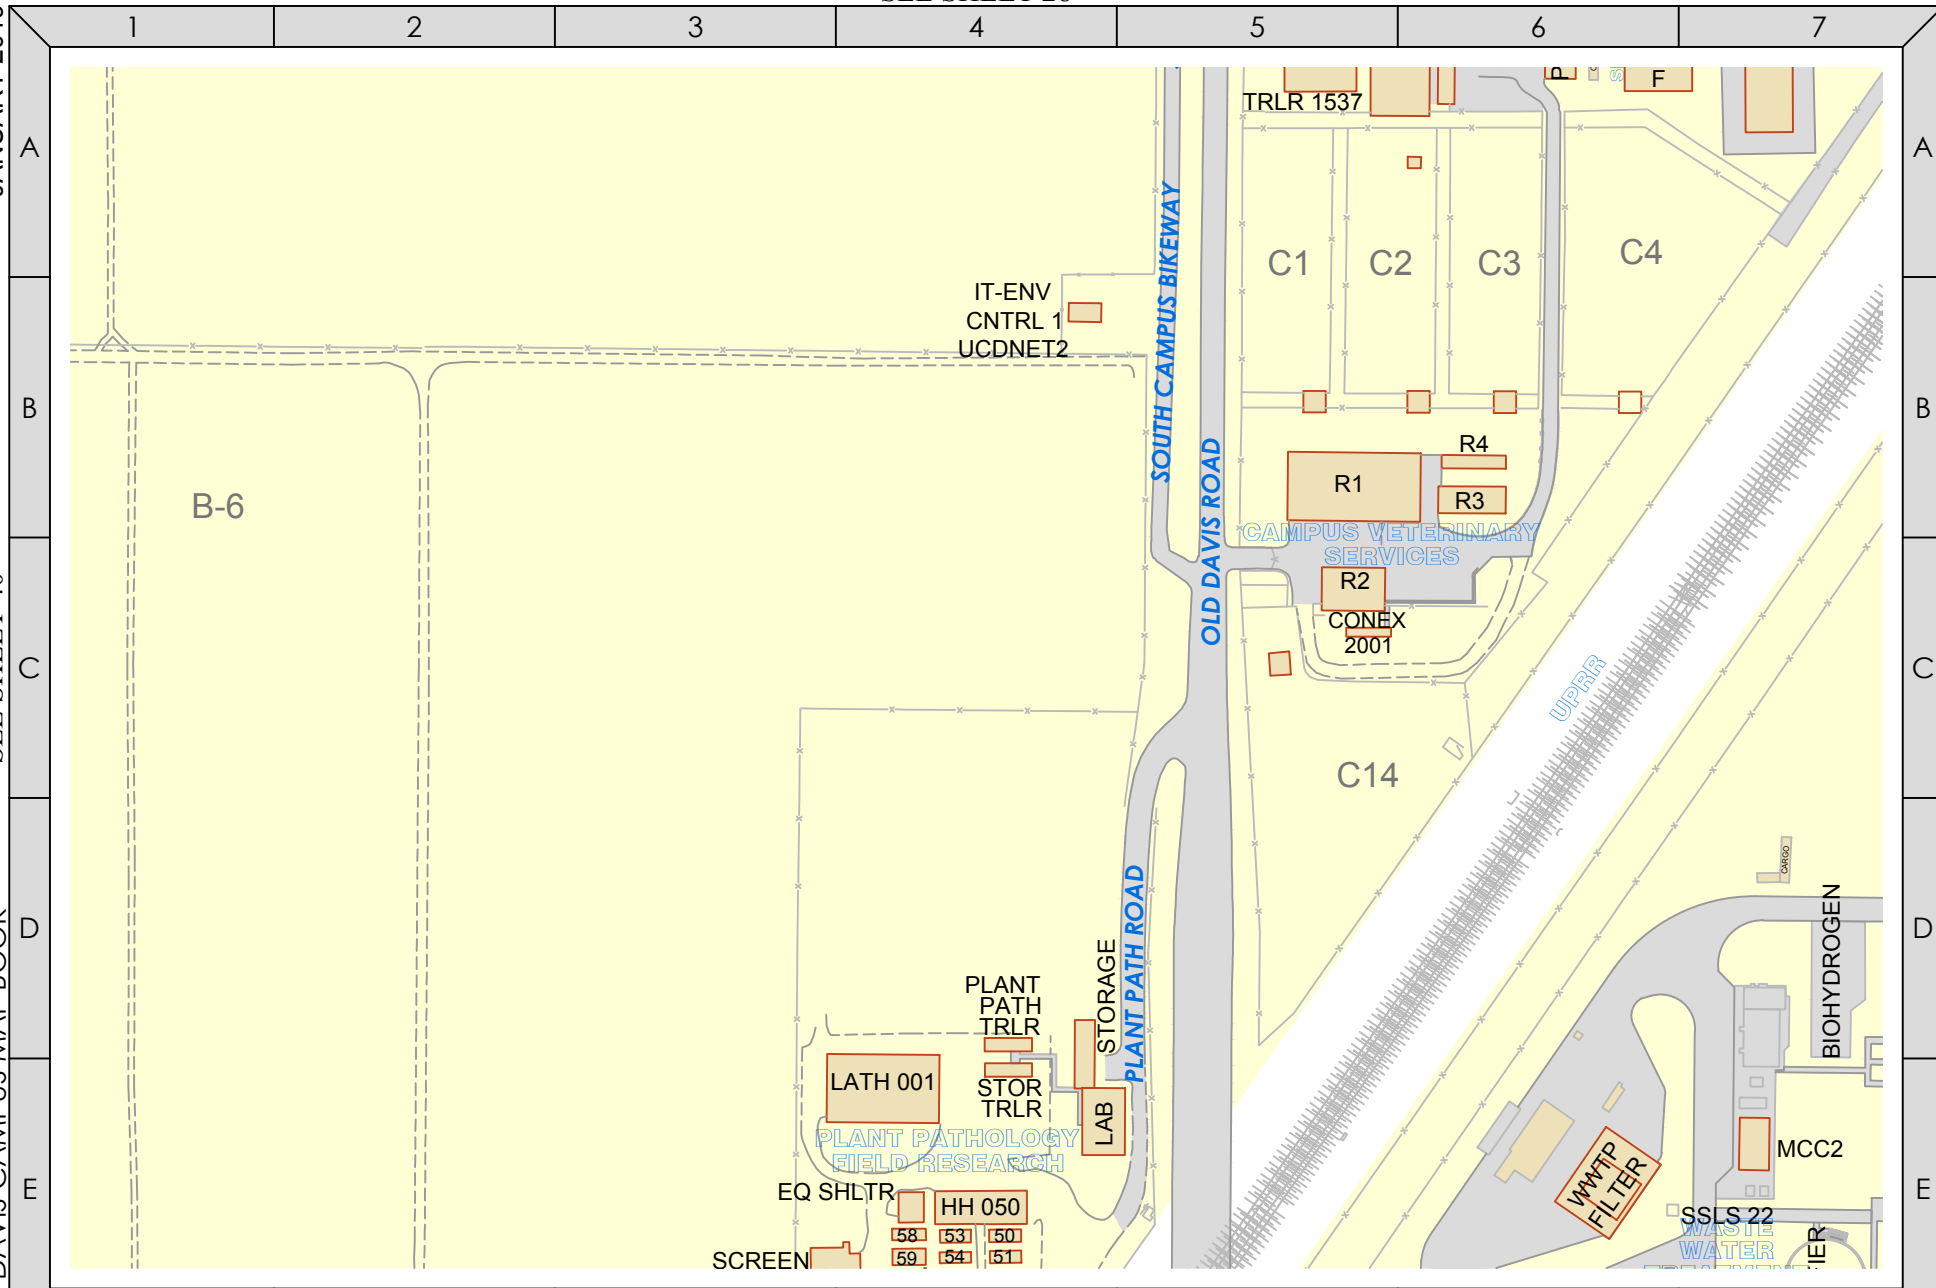 1 2 3 4 5 6 7
A
A
B
B
C
C
D
D
E
E
TRLR 1537
F
C1
C2
C3
C4
IT-ENV
CNTRL 1
UCDNET2
SOUTH CAMPUS BIKEWAY
OLD DAVIS ROAD
B-6
R4
R1
R3
CAMPUS VETERINARY
SERVICES
R2
CONEX
2001
UPRR
C14
CARGO
BIOHYDROGEN
PLANT PATH ROAD
STORAGE
PLANT
PATH
TRLR
LATH 001
STOR
TRLR
LAB
PLANT PATHOLOGY
FIELD RESEARCH
MCC2
WWTP
FILTER
EQ SHLTR
HH 050
58
53
50
59
54
51
SCREEN
SSLS 22
WASTE
WATER